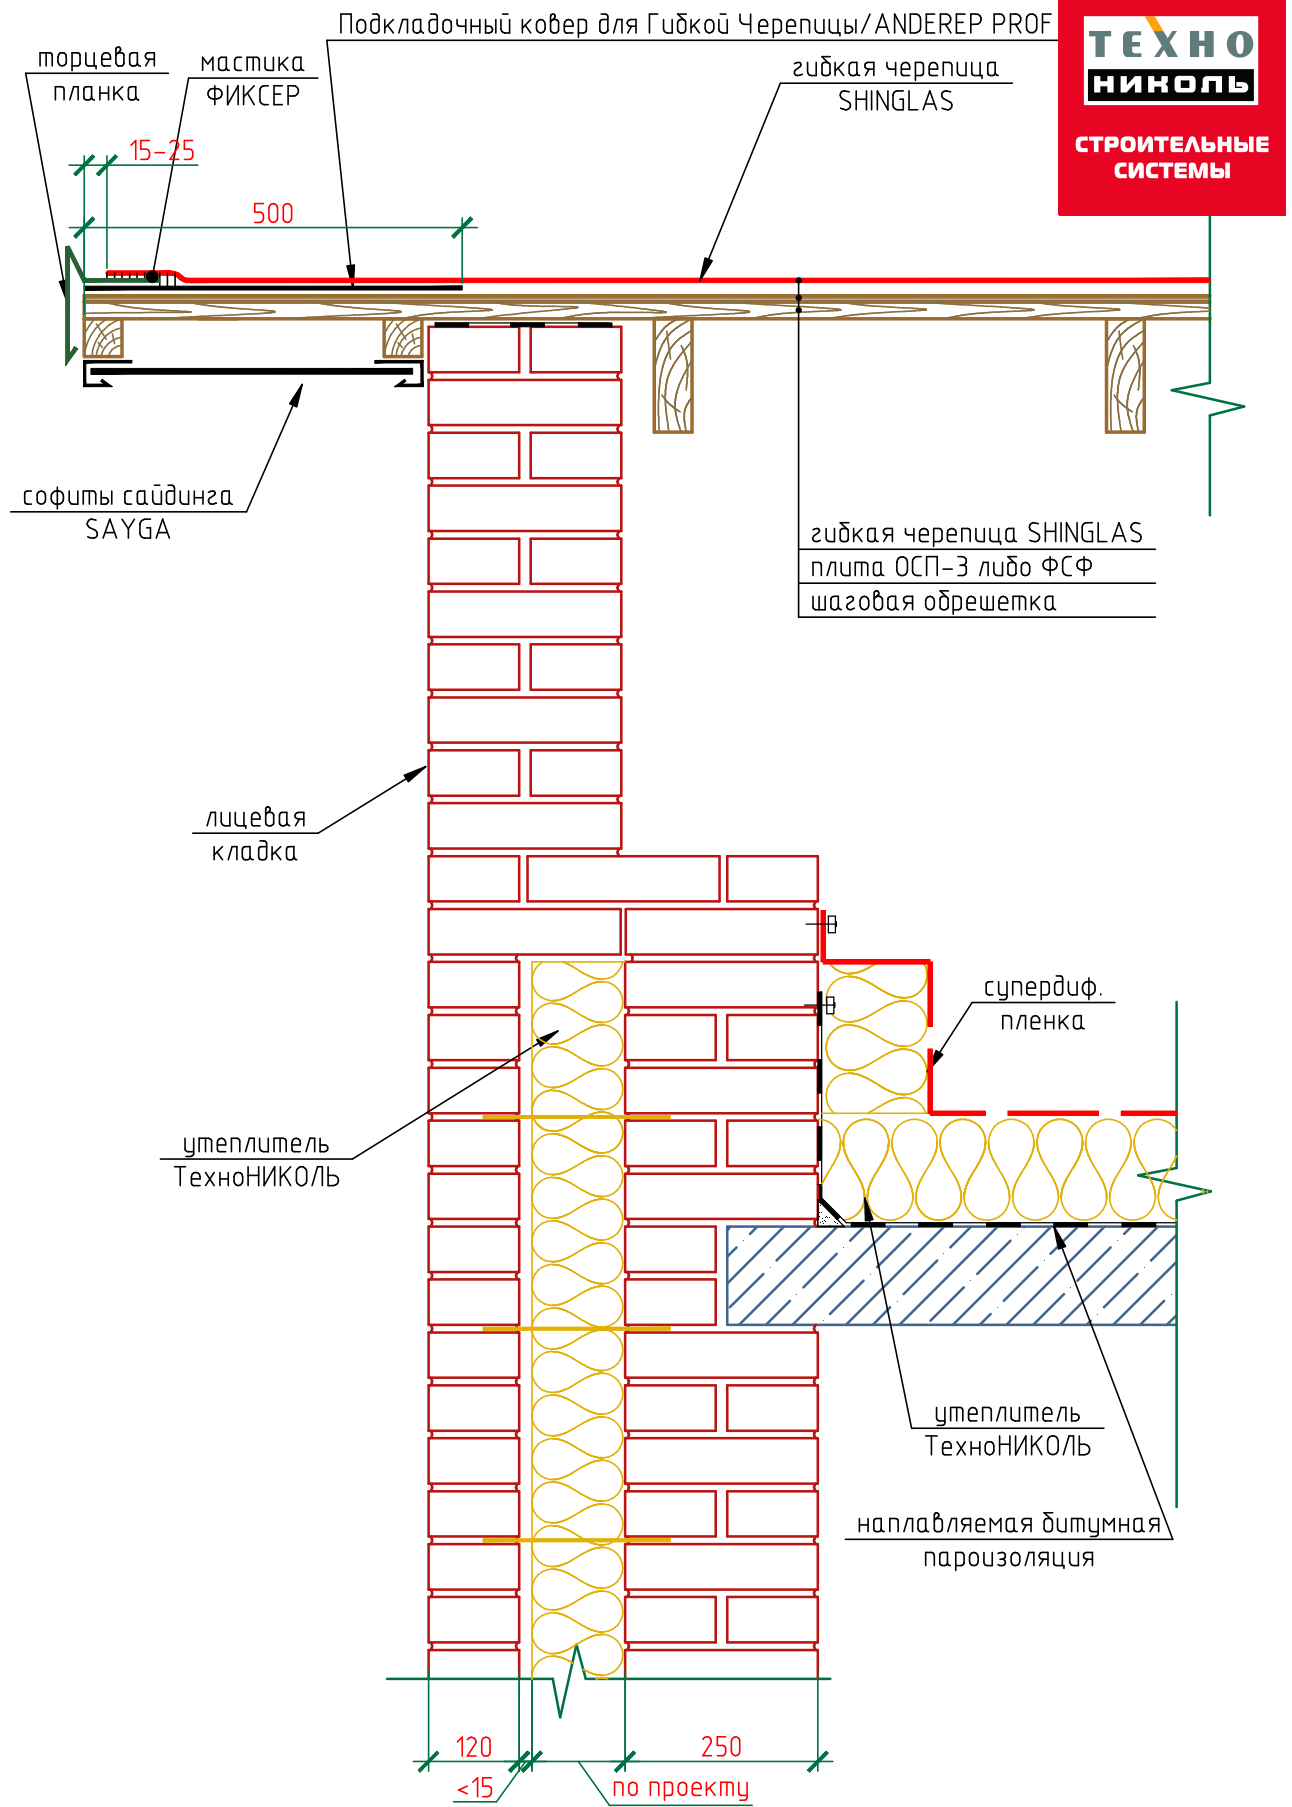 Подкладочный ковер для Гибкой Черепицы/ANDEREP PROF
ТЕХНО
НИКОЛЬ
СТРОИТЕЛЬНЫЕ
СИСТЕМЫ
торцевая
планка
мастика
ФИКСЕР
гибкая черепица
SHINGLAS
15-25
500
софиты сайдинга
SAYGA
гибкая черепица SHINGLAS
плита ОСП-3 либо ФСФ
шаговая обрешетка
лицевая
кладка
супердиф.
пленка
утеплитель
ТехноНИКОЛЬ
утеплитель
ТехноНИКОЛЬ
наплавляемая битумная
пароизоляция
120
250
<15
по проекту